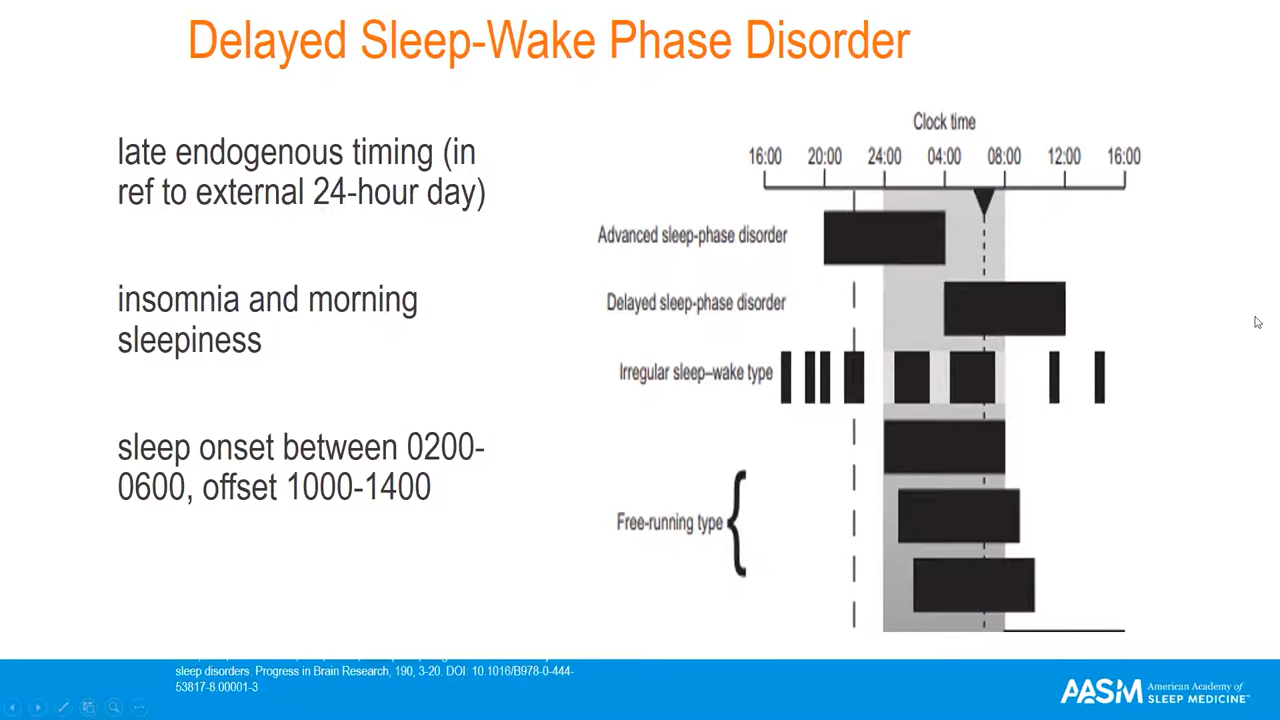 Delayed Sleep-Wake Phase Disorder
late endogenous timing (in
ref to external 24-hour day)
insomnia and morning
sleepiness
sleep onset between 0200-
0600, offset 1000-1400
Clock time
16:00 20:00 24:00 04:00 08:00 12:00 16:00
Advanced sleep-phase disorder
Delayed sleep-phase disorder
Irregular sleep–wake type
Free-running type
sleep disorders. Progress in Brain Research, 190, 3-20. DOI: 10.1016/B978-0-444-
53817-8.00001-3
AASM American Academy of
SLEEP MEDICINE™